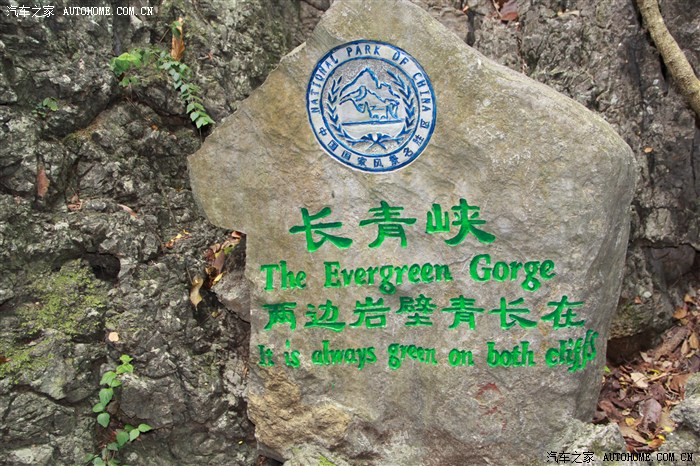 汽车之家 AUTOHOME.COM.CN
NATIONAL PARK OF CHINA
中国国家风景名胜区
长青峡
The Evergreen Gorge
两边岩壁青长在
It is always green on both cliffs
汽车之家 AUTOHOME.COM.CN